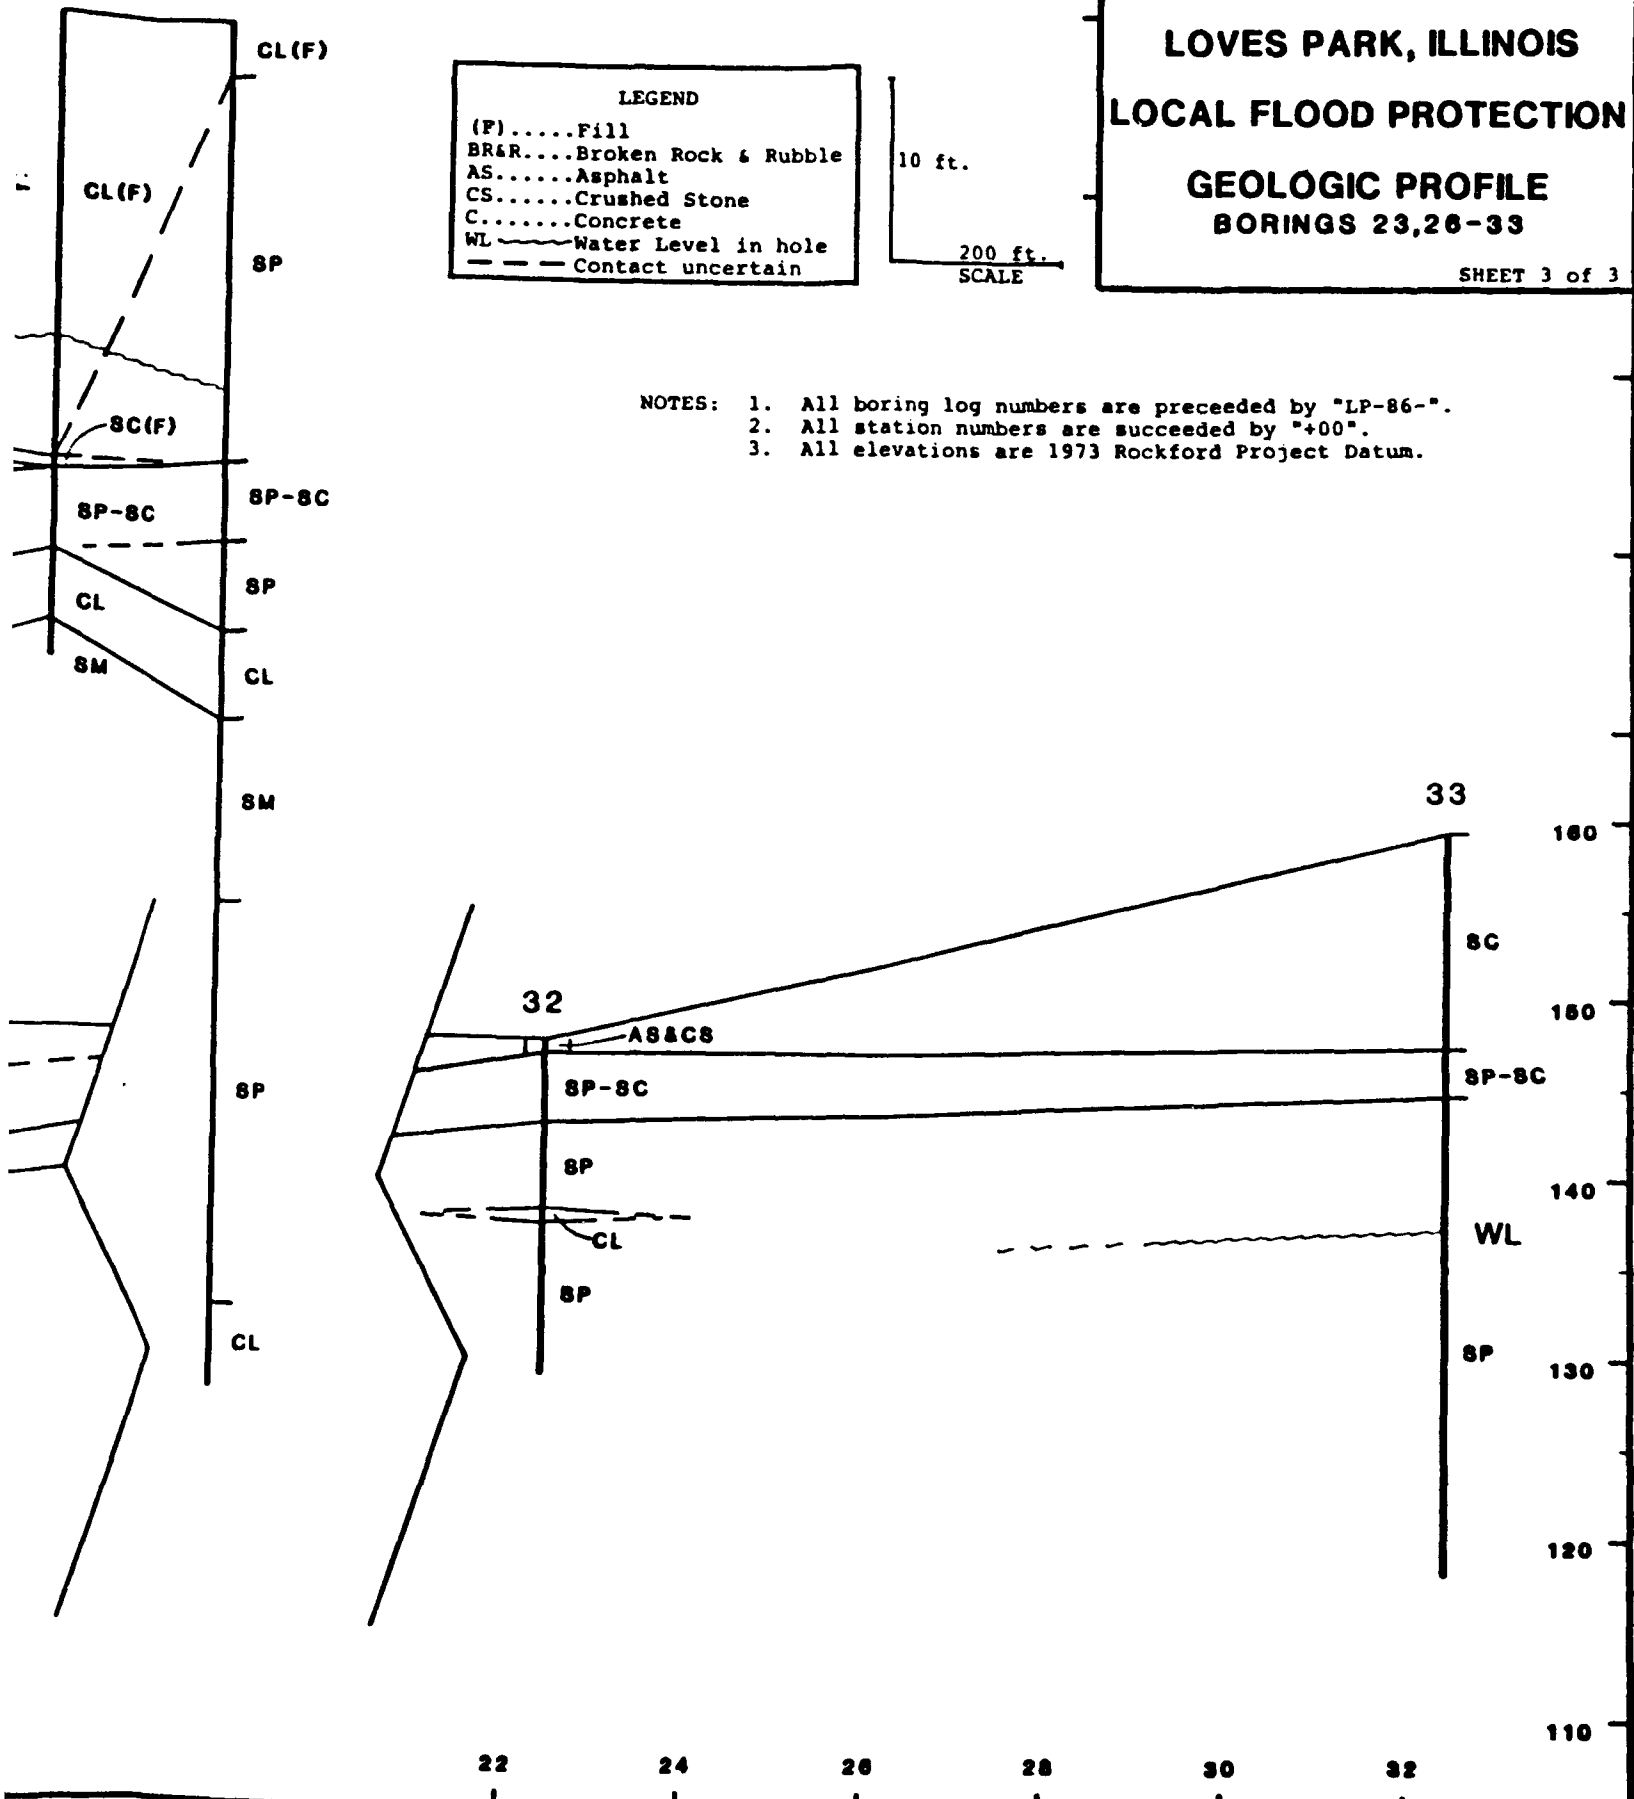 LOVES PARK, ILLINOIS
LOCAL FLOOD PROTECTION
GEOLOGIC PROFILE
BORINGS 23,26-33
SHEET 3 of 3
LEGEND
(F).....Fill
BR&R....Broken Rock & Rubble
AS......Asphalt
CS......Crushed Stone
C.......Concrete
WL Water Level in hole
Contact uncertain
10 ft.
200 ft.
SCALE
NOTES: 1. All boring log numbers are preceeded by "LP-86-".
2. All station numbers are succeeded by "+00".
3. All elevations are 1973 Rockford Project Datum.
CL(F)
CL(F)
SP
SC(F)
SP-SC
SP-SC
SP
CL
SM
CL
SM
SP
CL
32
AS&CS
SP-SC
SP
CL
SP
33
SC
SP-SC
WL
SP
160
150
140
130
120
110
22
24
26
28
30
32